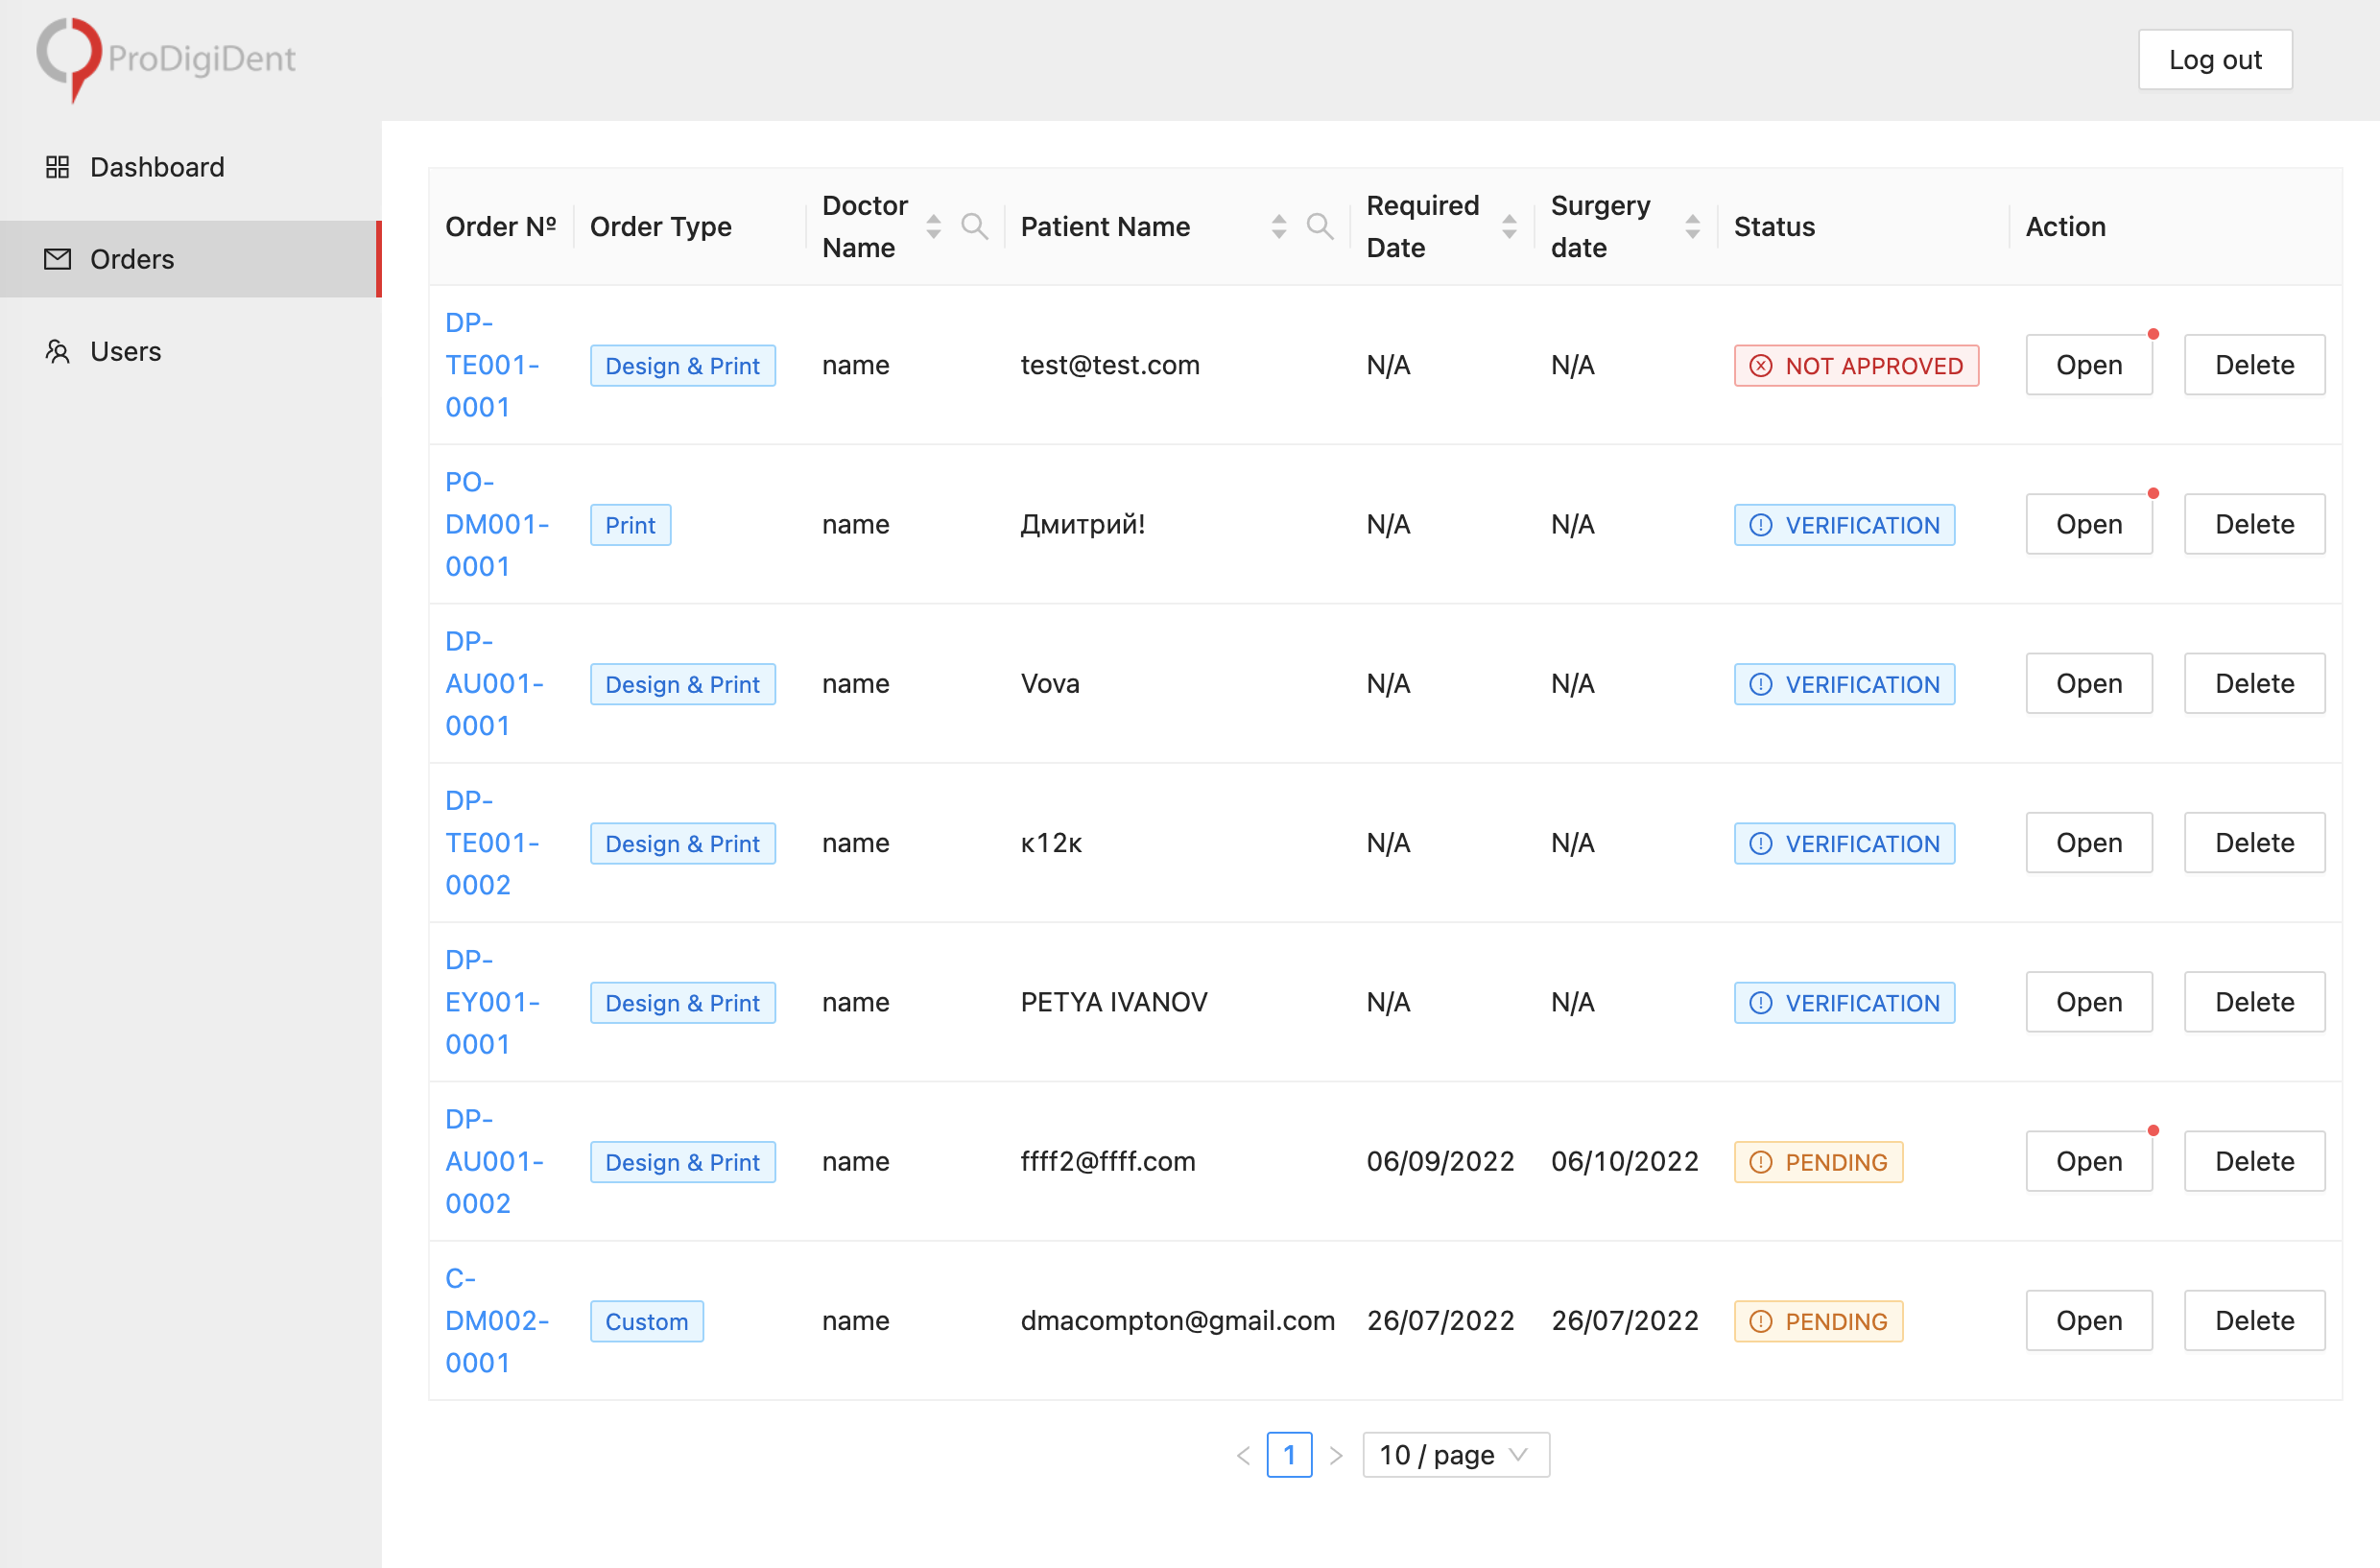 ProDigiDent
Log out
Dashboard
Orders
Users
Order Nº Order Type Doctor Name Patient Name Required Date Surgery date Status Action
DP-TE001-0001 Design & Print name test@test.com N/A N/A NOT APPROVED Open Delete
PO-DM001-0001 Print name Дмитрий! N/A N/A VERIFICATION Open Delete
DP-AU001-0001 Design & Print name Vova N/A N/A VERIFICATION Open Delete
DP-TE001-0002 Design & Print name к12к N/A N/A VERIFICATION Open Delete
DP-EY001-0001 Design & Print name PETYA IVANOV N/A N/A VERIFICATION Open Delete
DP-AU001-0002 Design & Print name ffff2@ffff.com 06/09/2022 06/10/2022 PENDING Open Delete
C-DM002-0001 Custom name dmacompton@gmail.com 26/07/2022 26/07/2022 PENDING Open Delete
1 10 / page